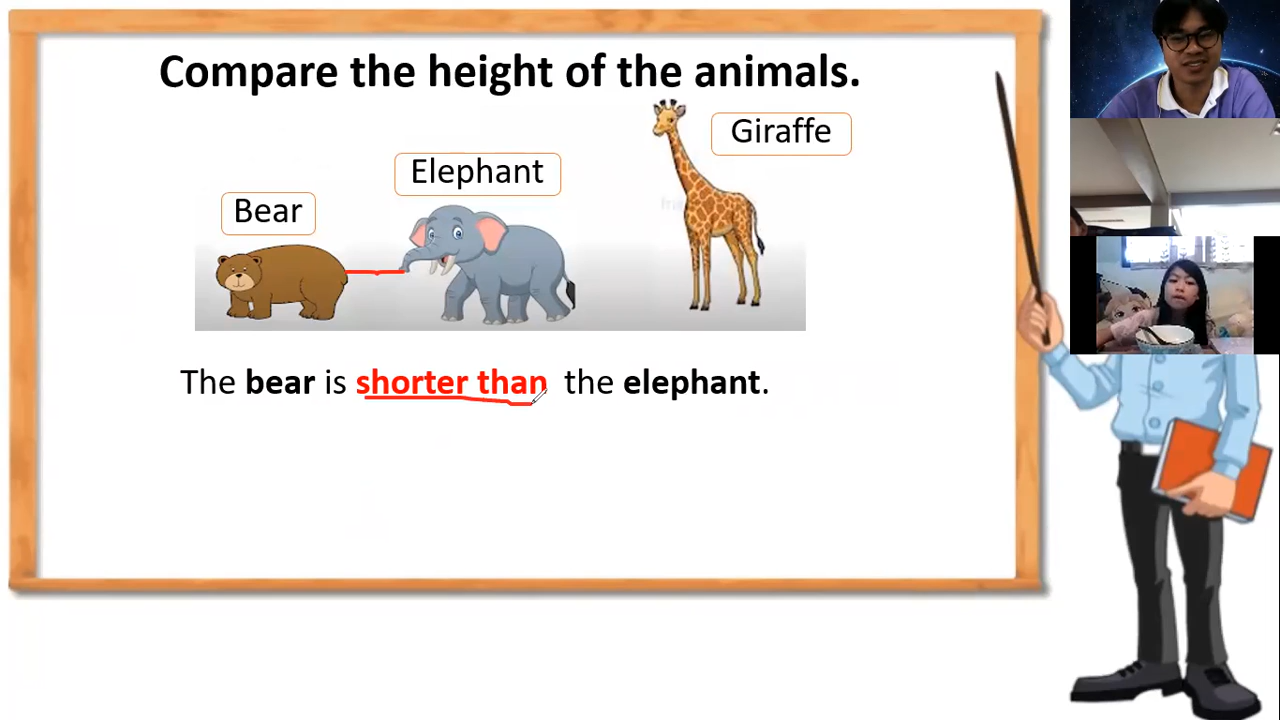 Compare the height of the animals.
Giraffe
Elephant
Bear
The bear is shorter than the elephant.